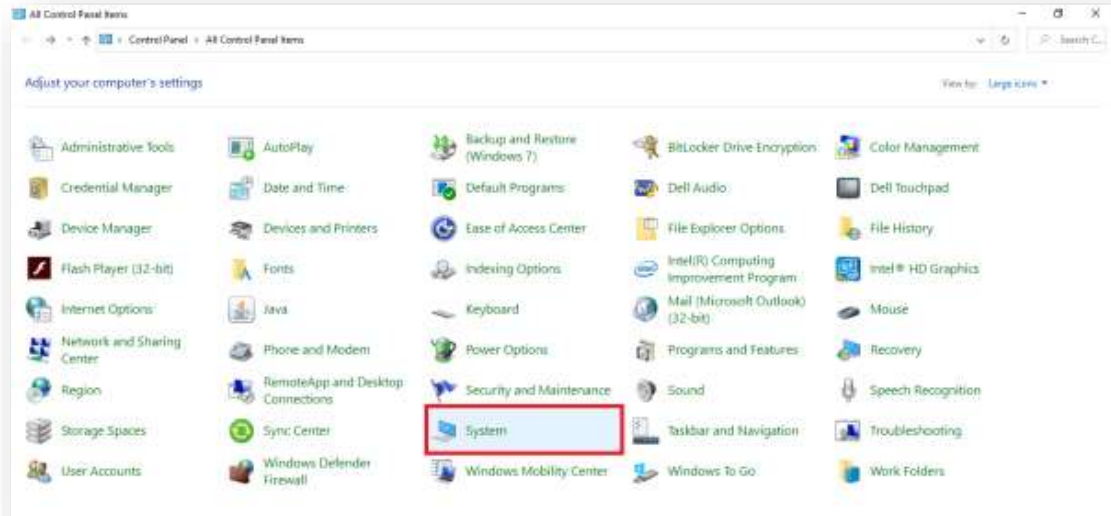 All Control Panel Items
Control Panel › All Control Panel Items
Search C...
Adjust your computer's settings
View by: Large icons
Administrative Tools
AutoPlay
Backup and Restore
(Windows 7)
BitLocker Drive Encryption
Color Management
Credential Manager
Date and Time
Default Programs
Dell Audio
Dell Touchpad
Device Manager
Devices and Printers
Ease of Access Center
File Explorer Options
File History
Flash Player (32-bit)
Fonts
Indexing Options
Intel(R) Computing
Improvement Program
Intel® HD Graphics
Internet Options
Java
Keyboard
Mail (Microsoft Outlook)
(32-bit)
Mouse
Network and Sharing
Center
Phone and Modem
Power Options
Programs and Features
Recovery
Region
RemoteApp and Desktop
Connections
Security and Maintenance
Sound
Speech Recognition
Storage Spaces
Sync Center
System
Taskbar and Navigation
Troubleshooting
User Accounts
Windows Defender
Firewall
Windows Mobility Center
Windows To Go
Work Folders